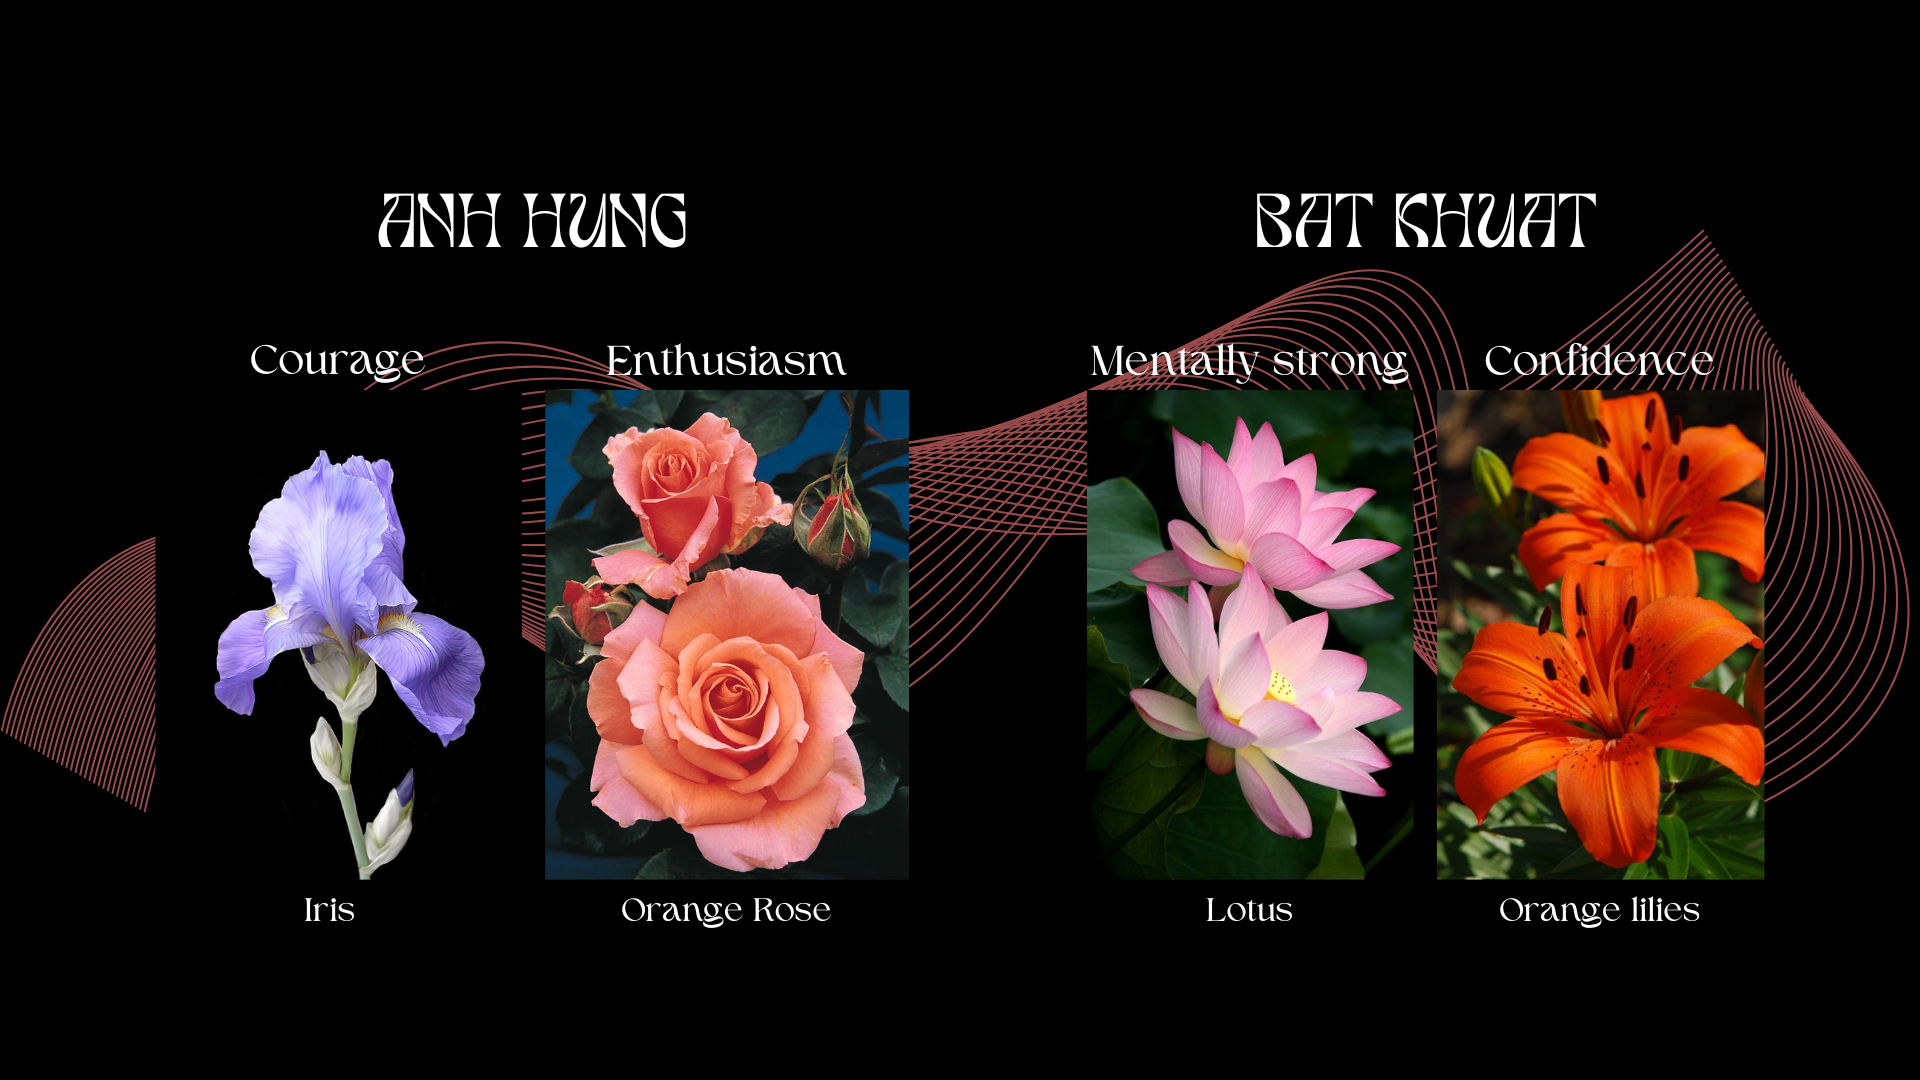 ANH HUNG
BAT KHUAT
Courage
Enthusiasm
Mentally strong
Confidence
Iris
Orange Rose
Lotus
Orange lilies